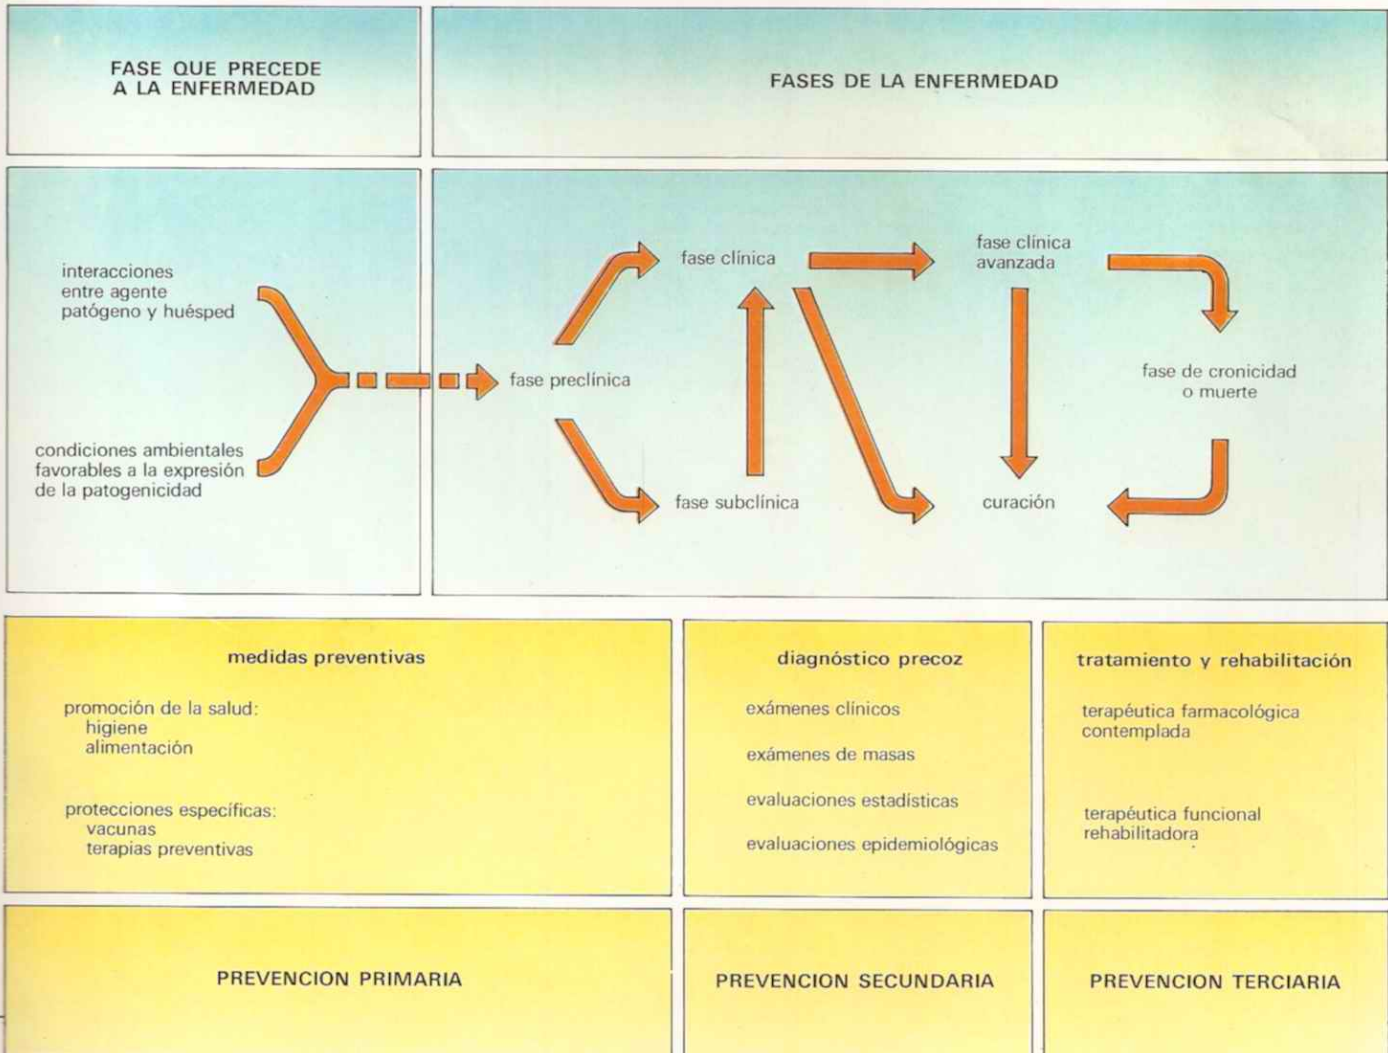 FASE QUE PRECEDE
A LA ENFERMEDAD
FASES DE LA ENFERMEDAD
interacciones
entre agente
patógeno y huésped
condiciones ambientales
favorables a la expresión
de la patogenicidad
fase preclínica
fase clínica
fase subclínica
fase clínica
avanzada
curación
fase de cronicidad
o muerte
medidas preventivas
promoción de la salud:
higiene
alimentación
protecciones específicas:
vacunas
terapias preventivas
diagnóstico precoz
exámenes clínicos
exámenes de masas
evaluaciones estadísticas
evaluaciones epidemiológicas
tratamiento y rehabilitación
terapéutica farmacológica
contemplada
terapéutica funcional
rehabilitadora
PREVENCION PRIMARIA
PREVENCION SECUNDARIA
PREVENCION TERCIARIA